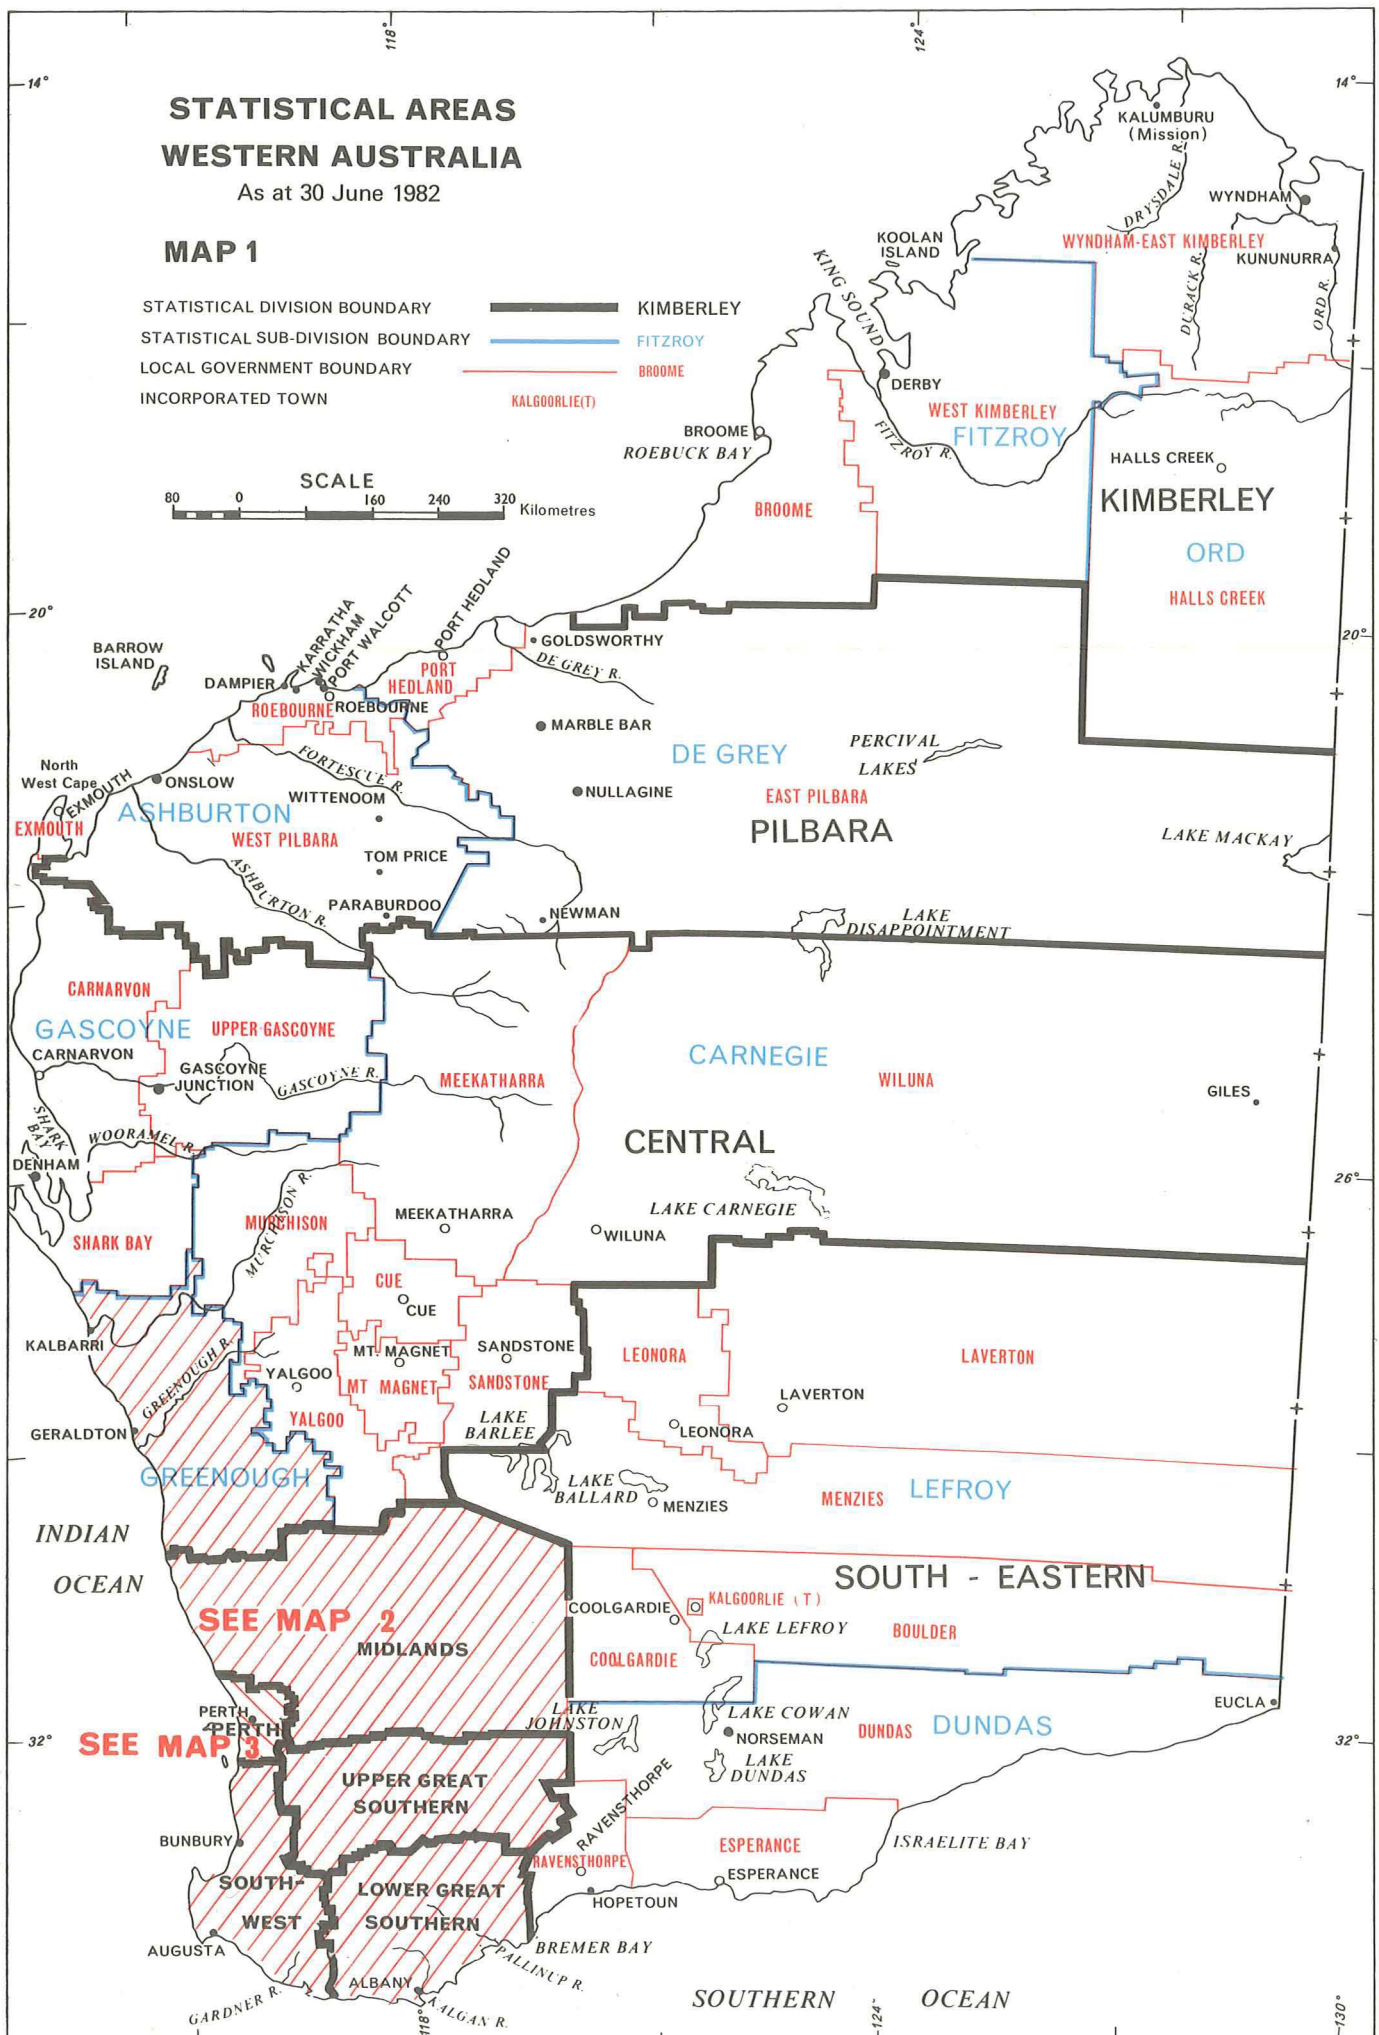 118°
124°
14°
14°
STATISTICAL AREAS
WESTERN AUSTRALIA
As at 30 June 1982
MAP 1
STATISTICAL DIVISION BOUNDARY
KIMBERLEY
STATISTICAL SUB-DIVISION BOUNDARY
FITZROY
LOCAL GOVERNMENT BOUNDARY
BROOME
INCORPORATED TOWN
KALGOORLIE(T)
SCALE
80 0 160 240 320
Kilometres
KALUMBURU
(Mission)
DRYSDALE R.
WYNDHAM
WYNDHAM-EAST KIMBERLEY
KUNUNURRA
DURACK R.
ORD R.
KOOLAN
ISLAND
KING SOUND
DERBY
WEST KIMBERLEY
FITZROY
FITZROY R.
BROOME
ROEBUCK BAY
BROOME
HALLS CREEK
KIMBERLEY
ORD
HALLS CREEK
20°
20°
BARROW
ISLAND
DAMPIER
KARRATHA
WICKHAM
PORT WALCOTT
PORT HEDLAND
GOLDSWORTHY
DE GREY R.
PORT
HEDLAND
ROEBOURNE
ROEBOURNE
MARBLE BAR
DE GREY
PERCIVAL
LAKES
North
West Cape
EXMOUTH
ONSLOW
FORTESCUE R.
WITTENOOM
NULLAGINE
EAST PILBARA
ASHBURTON
EXMOUTH
WEST PILBARA
PILBARA
LAKE MACKAY
TOM PRICE
ASHBURTON R.
PARABURDOO
NEWMAN
LAKE
DISAPPOINTMENT
CARNARVON
GASCOYNE
UPPER GASCOYNE
CARNARVON
GASCOYNE
JUNCTION
GASCOYNE R.
MEEKATHARRA
CARNEGIE
WILUNA
GILES
SHARK
BAY
WOORAMEL R.
DENHAM
CENTRAL
26°
MURCHISON
MURCHISON R.
MEEKATHARRA
LAKE CARNEGIE
WILUNA
SHARK BAY
CUE
CUE
KALBARRI
GREENOUGH R.
MT. MAGNET
SANDSTONE
YALGOO
MT MAGNET
SANDSTONE
LEONORA
LAVERTON
LAVERTON
YALGOO
GERALDTON
LAKE
BARLEE
LEONORA
GREENOUGH
LAKE
BALLARD
MENZIES
MENZIES
LEFROY
INDIAN
OCEAN
SOUTH - EASTERN
KALGOORLIE (T)
COOLGARDIE
LAKE LEFROY
BOULDER
SEE MAP 2
MIDLANDS
COOLGARDIE
EUCLA
PERTH
PERTH
LAKE
JOHNSTON
LAKE COWAN
NORSEMAN
DUNDAS
DUNDAS
32°
SEE MAP 3
32°
LAKE
DUNDAS
UPPER GREAT
SOUTHERN
RAVENSTHORPE
BUNBURY
ESPERANCE
ISRAELITE BAY
RAVENSTHORPE
ESPERANCE
SOUTH-
WEST
LOWER GREAT
SOUTHERN
HOPETOUN
AUGUSTA
BREMER BAY
PALLINUP R.
ALBANY
GARDNER R.
KALGAN R.
SOUTHERN OCEAN
118°
124°
130°